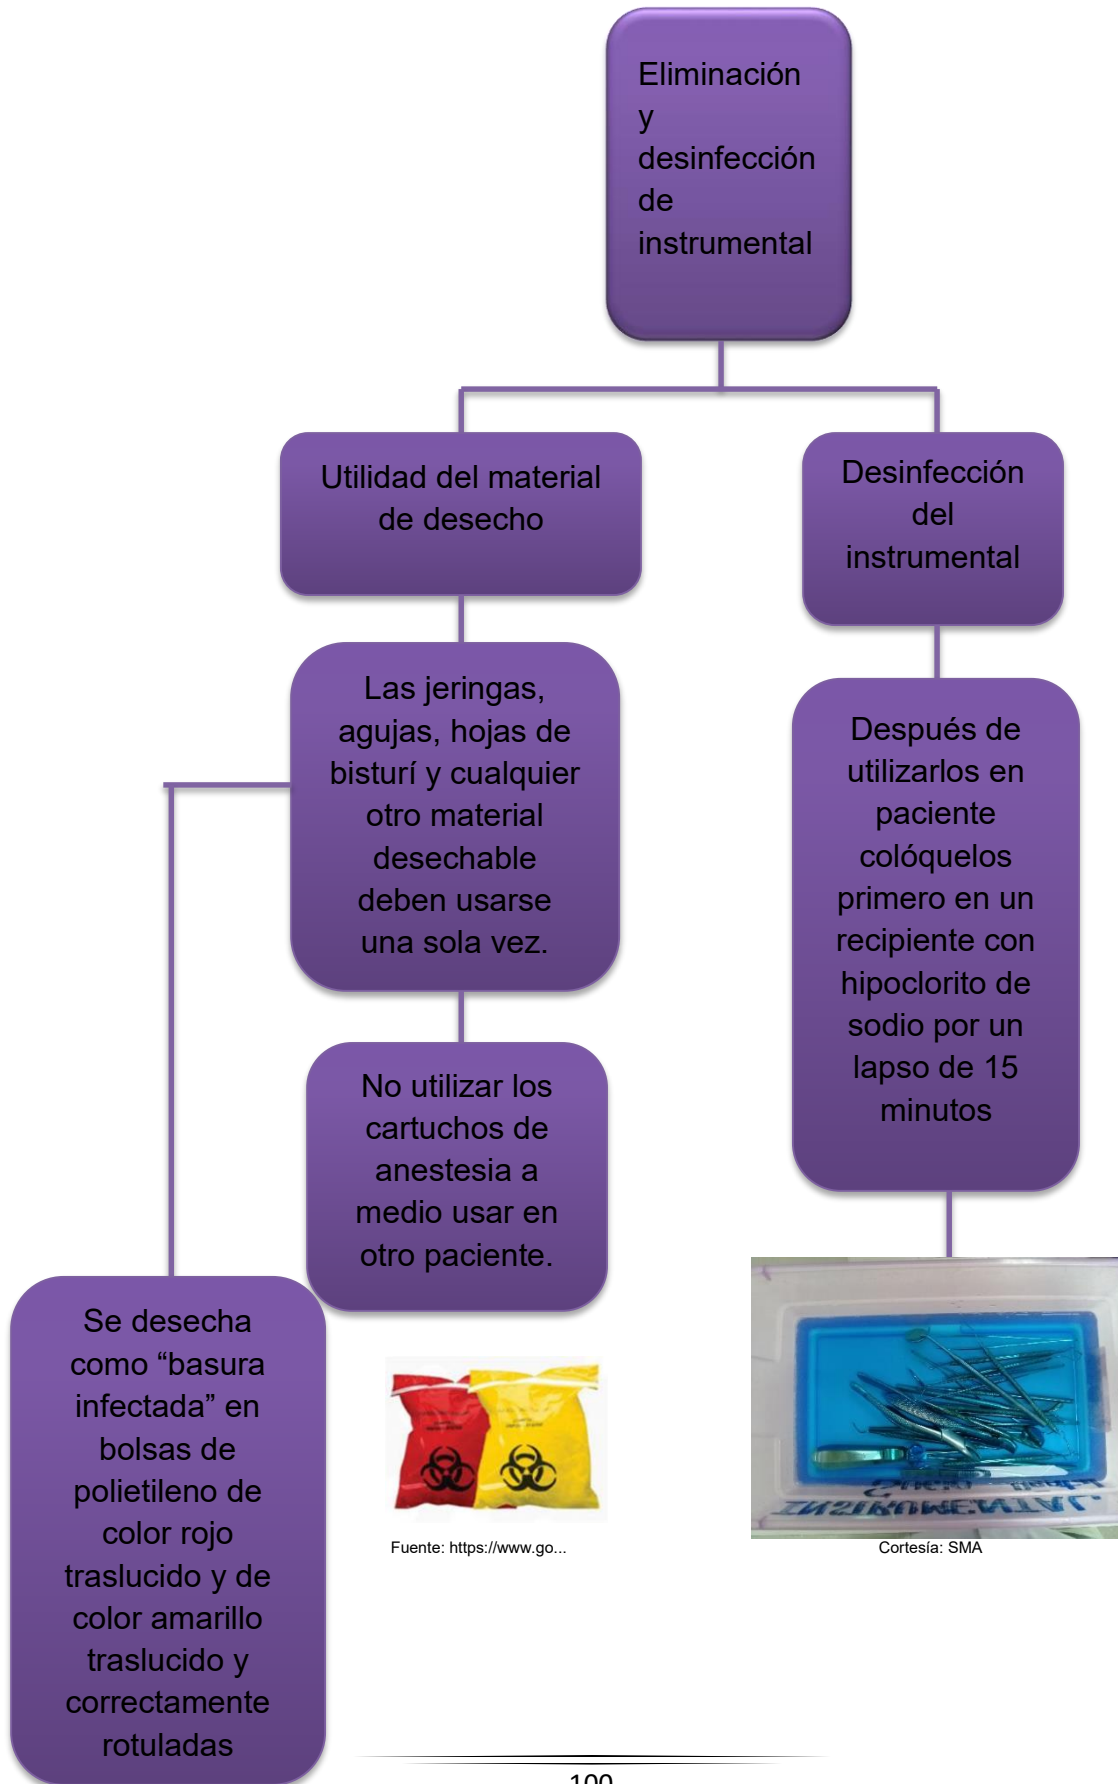 Eliminación
y
desinfección
de
instrumental
Utilidad del material
de desecho
Desinfección
del
instrumental
Las jeringas,
agujas, hojas de
bisturí y cualquier
otro material
desechable
deben usarse
una sola vez.
Después de
utilizarlos en
paciente
colóquelos
primero en un
recipiente con
hipoclorito de
sodio por un
lapso de 15
minutos
No utilizar los
cartuchos de
anestesia a
medio usar en
otro paciente.
Se desecha
como “basura
infectada” en
bolsas de
polietileno de
color rojo
traslucido y de
color amarillo
traslucido y
correctamente
rotuladas
INSTRUMENTAL
Fuente: https://www.go...
Cortesía: SMA
100